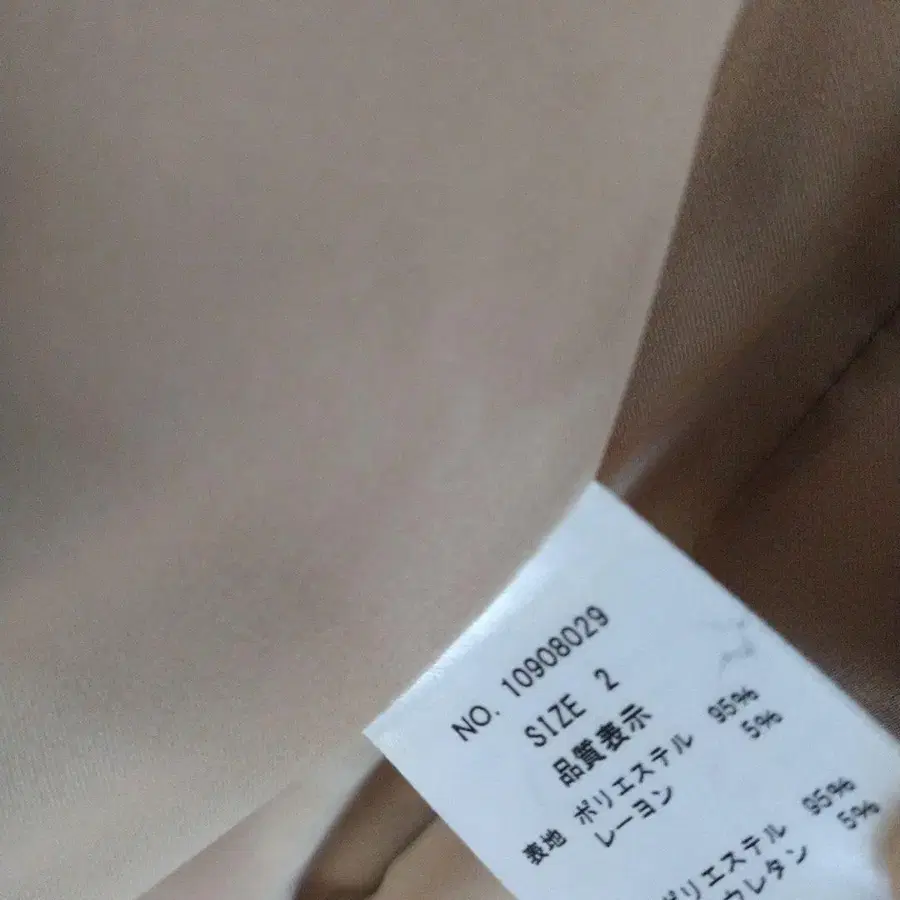 NO. 10908029
SIZE 2
品質表示
表地 ポリエステル 95%
レーヨン 5%
ポリエステル 95%
ウレタン 5%